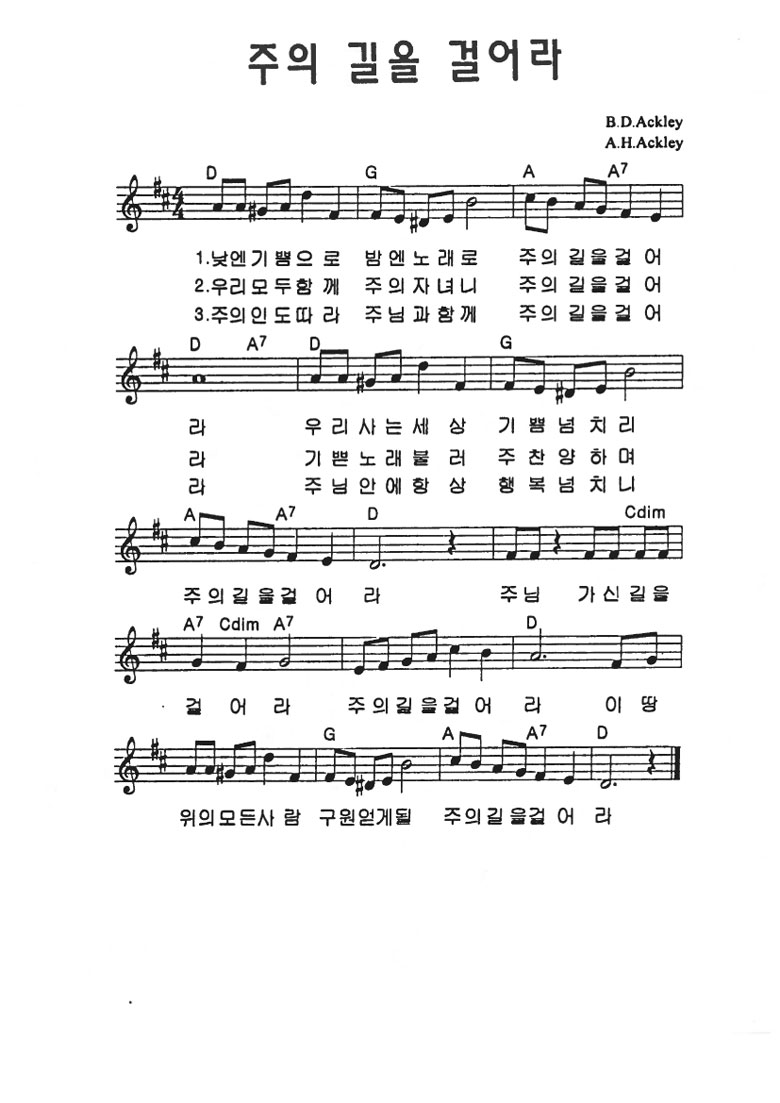 주의 길을 걸어라
B.D.Ackley
A.H.Ackley
D G A A7
1.낮엔기쁨으로 밤엔노래로 주의길을걸어
2.우리모두함께 주의자녀니 주의길을걸어
3.주의인도따라 주님과함께 주의길을걸어
D A7 D G
라 우리사는세상 기쁨넘치리
라 기쁜노래불러 주찬양하며
라 주님안에항상 행복넘치니
A A7 D Cdim
주의길을걸어라 주님 가신길을
A7 Cdim A7 D
걸어라 주의길을걸어라 이땅
G A A7 D
위의모든사람 구원얻게될 주의길을걸어라